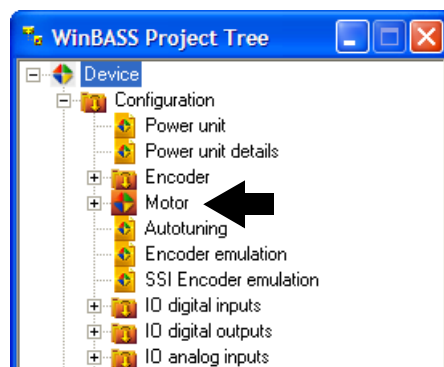 WinBASS Project Tree
Device
Configuration
Power unit
Power unit details
Encoder
Motor
Autotuning
Encoder emulation
SSI Encoder emulation
IO digital inputs
IO digital outputs
IO analog inputs